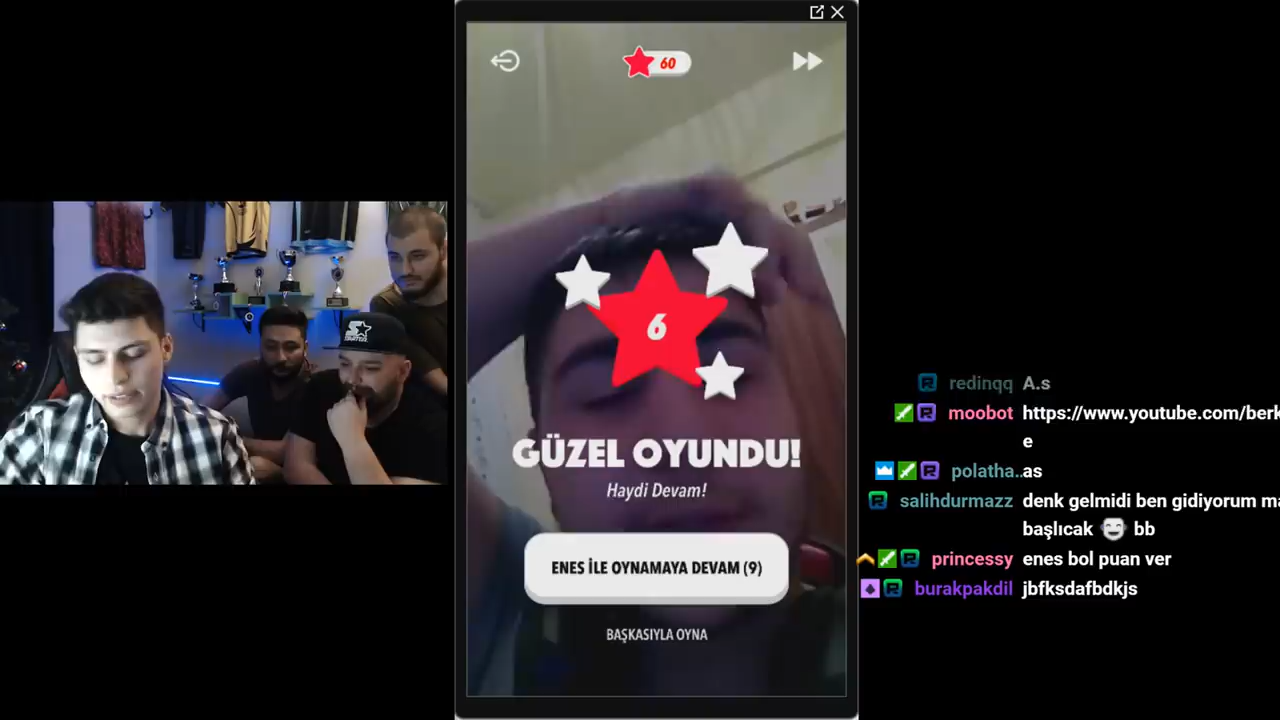 60
6
GÜZEL OYUNDU!
Haydi Devam!
ENES İLE OYNAMAYA DEVAM (9)
BAŞKASIYLA OYNA
redinqq A.s
moobot https://www.youtube.com/berk
e
polatha.. as
salihdurmazz denk gelmidi ben gidiyorum ma
başlıcak bb
princessy enes bol puan ver
burakpakdil jbfksdafbdkjs